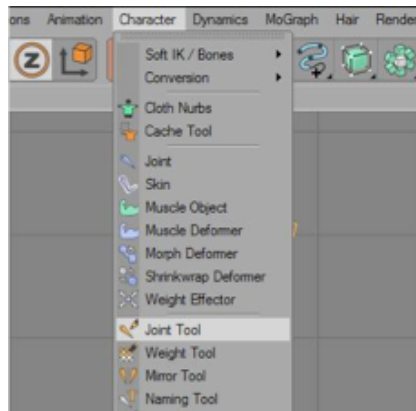 ons Animation Character Dynamics MoGraph Hair Render
Z
Soft IK / Bones
Conversion
Cloth Nurbs
Cache Tool
Joint
Skin
Muscle Object
Muscle Deformer
Morph Deformer
Shrinkwrap Deformer
Weight Effector
Joint Tool
Weight Tool
Mirror Tool
Naming Tool